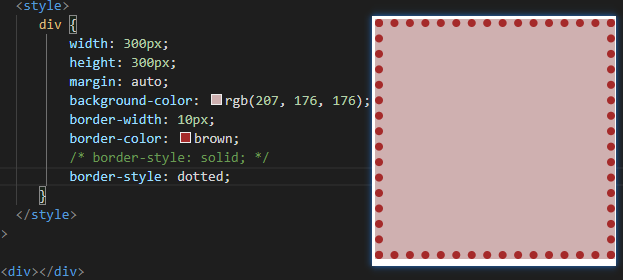 <style>
div {
width: 300px;
height: 300px;
margin: auto;
background-color: rgb(207, 176, 176);
border-width: 10px;
border-color: brown;
/* border-style: solid; */
border-style: dotted;
}
</style>
>
<div></div>